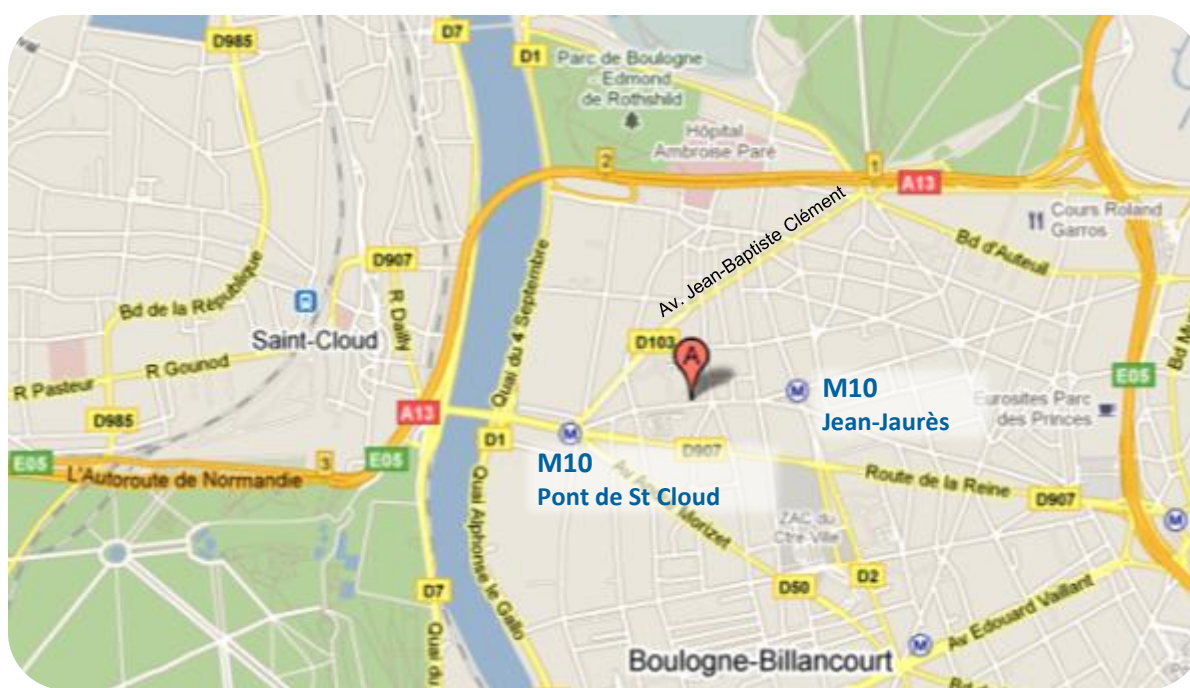 D985
D7
D1
Parc de Boulogne
Edmond
de Rothshild
Hôpital
Ambroise Paré
2
1
A13
Cours Roland
Garros
Av. Jean-Baptiste Clément
Bd d'Auteuil
D907
Bd de la République
R Dailly
Quai du 4 Septembre
Saint-Cloud
D103
A
R Gounod
R Pasteur
E05
M10
Jean-Jaurès
Eurosites Parc
des Princes
D985
A13
D1
D907
E05
3
E05
L'Autoroute de Normandie
M10
Pont de St Cloud
Morizet
Route de la Reine
D907
Quai Alphonse le Gallo
ZAC du
Ctre Ville
D50
D2
D7
Quai du
Av Edouard Vaillant
Boulogne-Billancourt